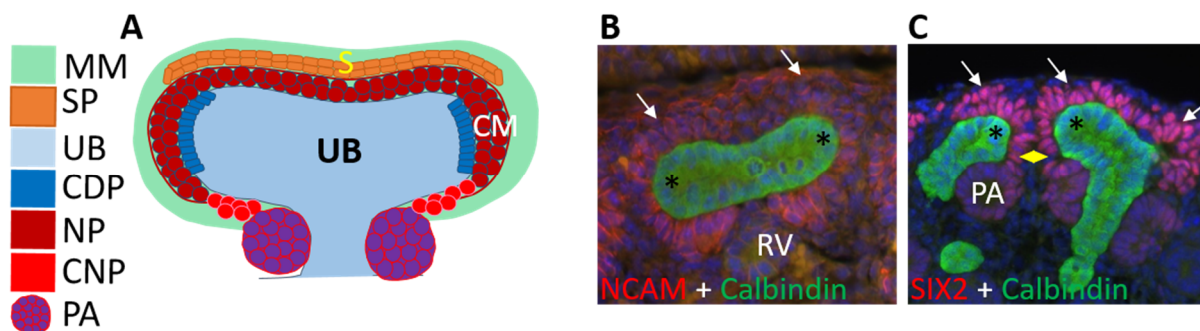 A
MM
SP
UB
CDP
NP
CNP
PA
S
CM
UB
B
*
*
RV
NCAM + Calbindin
C
*
*
PA
SIX2 + Calbindin